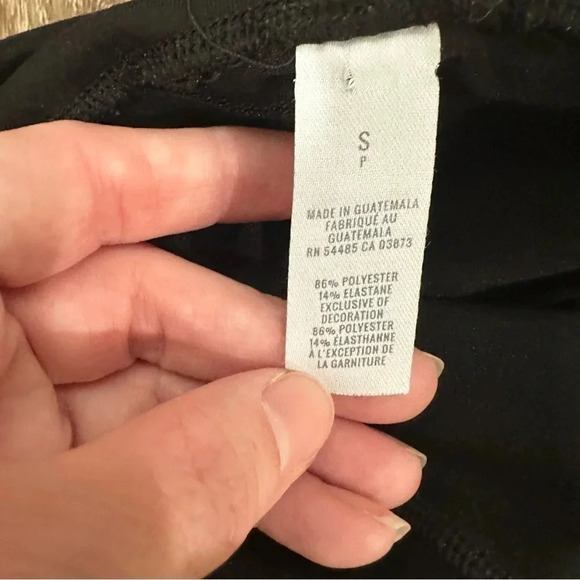 S
P
MADE IN GUATEMALA
FABRIQUÉ AU
GUATEMALA
RN 54485 CA 03873
86% POLYESTER
14% ELASTANE
EXCLUSIVE OF
DECORATION
86% POLYESTER
14% ÉLASTHANNE
À L'EXCEPTION DE
LA GARNITURE